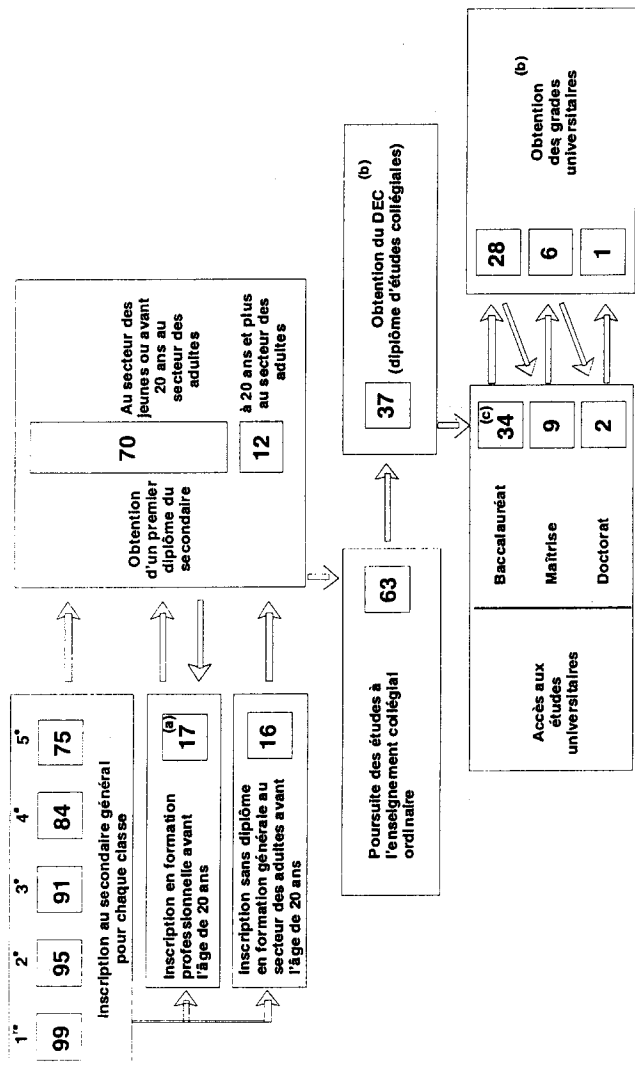 1re 2e 3e 4e 5e
99 95 91 84 75
Inscription au secondaire général
pour chaque classe
Inscription en formation
professionnelle avant
l'âge de 20 ans
(a)
17
Inscription sans diplôme
en formation générale au
secteur des adultes avant
l'âge de 20 ans
16
Obtention
d'un premier
diplôme du
secondaire
70
Au secteur des
jeunes ou avant
20 ans au
secteur des
adultes
12
à 20 ans et plus
au secteur des
adultes
Poursuite des études à
l'enseignement collégial
ordinaire
63
37
Obtention du DEC (b)
(diplôme d'études collégiales)
Accès aux
études
universitaires
Baccalauréat
(c)
34
Maîtrise
9
Doctorat
2
28
6
1
Obtention (b)
des grades
universitaires